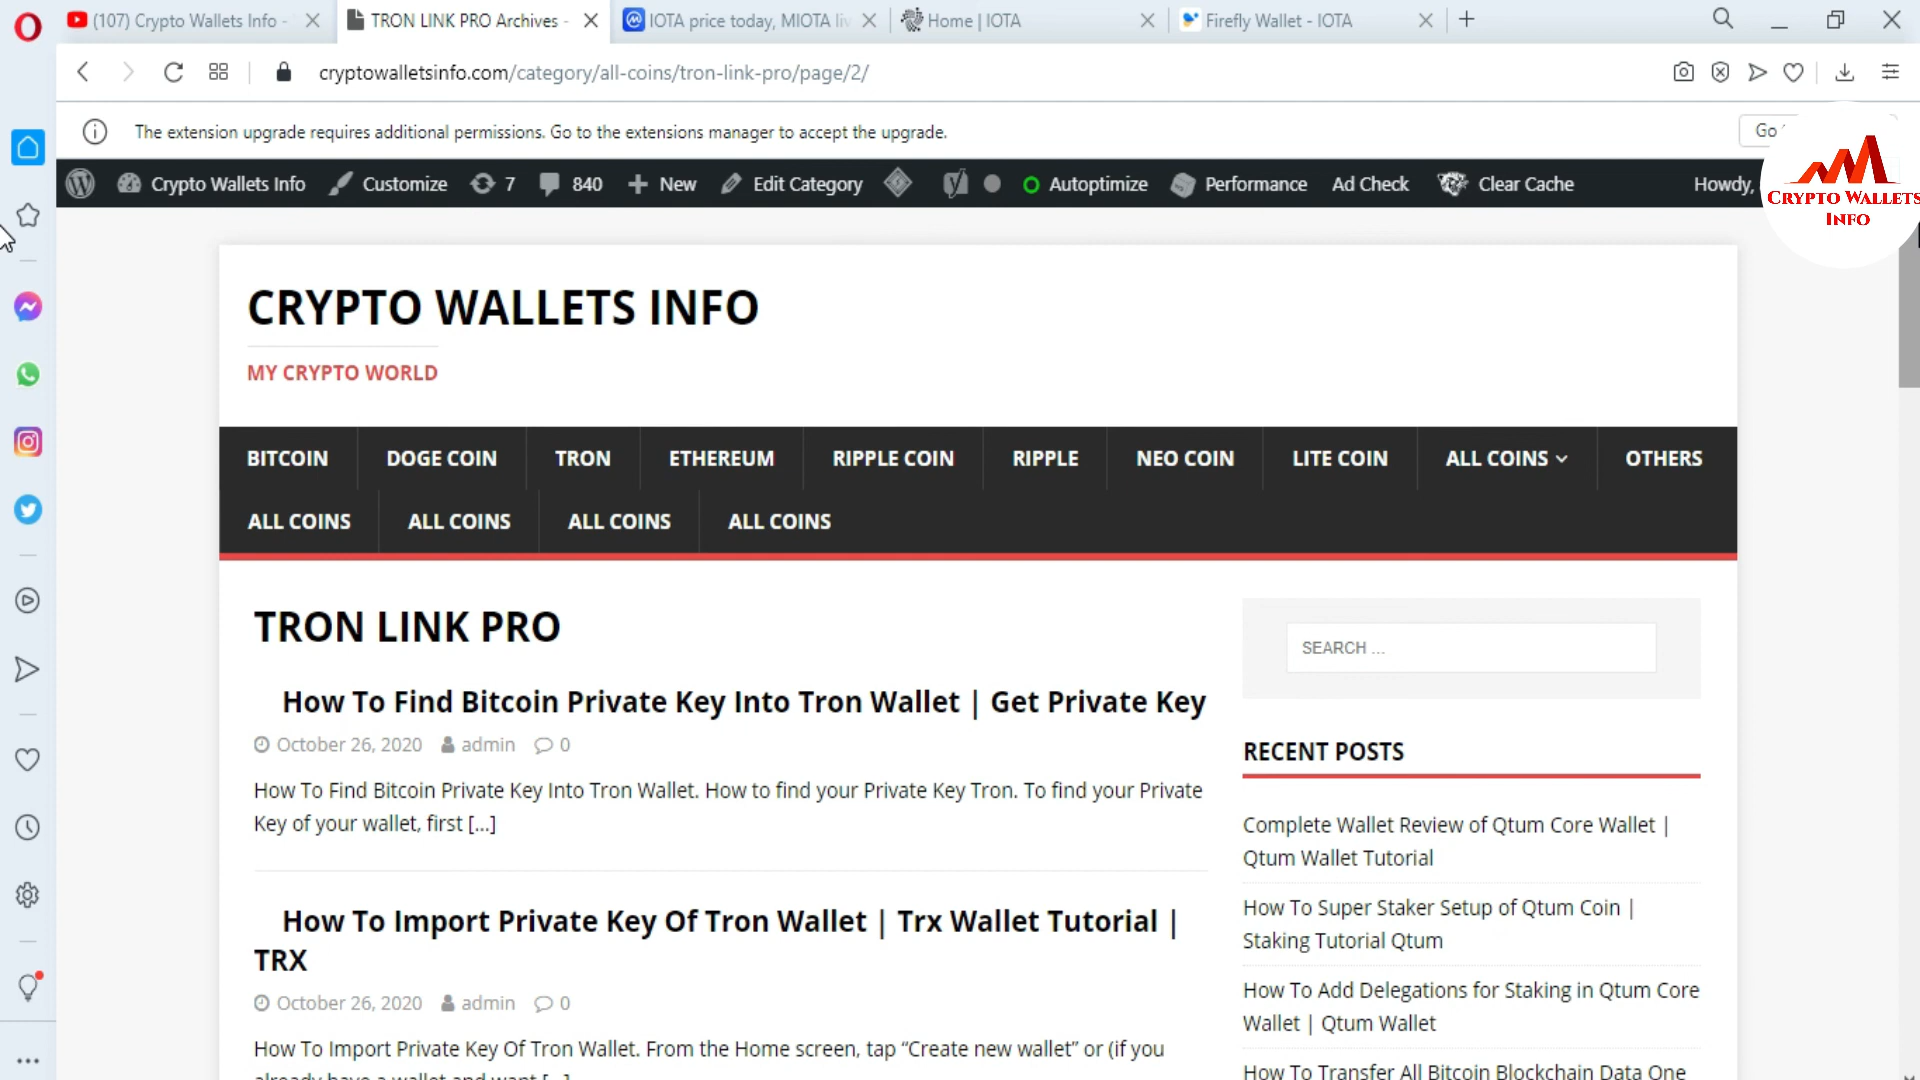 (107) Crypto Wallets Info -
TRON LINK PRO Archives -
IOTA price today, MIOTA liv
Home | IOTA
Firefly Wallet - IOTA
cryptowalletsinfo.com/category/all-coins/tron-link-pro/page/2/
The extension upgrade requires additional permissions. Go to the extensions manager to accept the upgrade.
Go
Crypto Wallets Info
Customize
7
840
New
Edit Category
Autoptimize
Performance
Ad Check
Clear Cache
Howdy,
CRYPTO WALLETS
INFO
CRYPTO WALLETS INFO
MY CRYPTO WORLD
BITCOIN
DOGE COIN
TRON
ETHEREUM
RIPPLE COIN
RIPPLE
NEO COIN
LITE COIN
ALL COINS
OTHERS
ALL COINS
ALL COINS
ALL COINS
ALL COINS
TRON LINK PRO
How To Find Bitcoin Private Key Into Tron Wallet | Get Private Key
October 26, 2020 admin 0
How To Find Bitcoin Private Key Into Tron Wallet. How to find your Private Key Tron. To find your Private
Key of your wallet, first [...]
How To Import Private Key Of Tron Wallet | Trx Wallet Tutorial |
TRX
October 26, 2020 admin 0
How To Import Private Key Of Tron Wallet. From the Home screen, tap “Create new wallet” or (if you
already have a wallet and want [...]
SEARCH ...
RECENT POSTS
Complete Wallet Review of Qtum Core Wallet |
Qtum Wallet Tutorial
How To Super Staker Setup of Qtum Coin |
Staking Tutorial Qtum
How To Add Delegations for Staking in Qtum Core
Wallet | Qtum Wallet
How To Transfer All Bitcoin Blockchain Data One